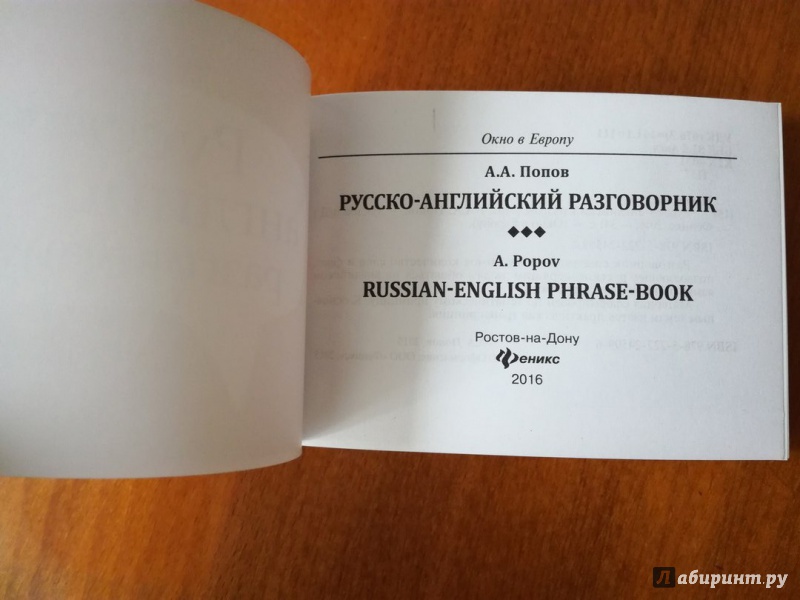 Окно в Европу
А.А. Попов
РУССКО-АНГЛИЙСКИЙ РАЗГОВОРНИК
A. Popov
RUSSIAN-ENGLISH PHRASE-BOOK
Ростов-на-Дону
Феникс
2016
Лабиринт.ру